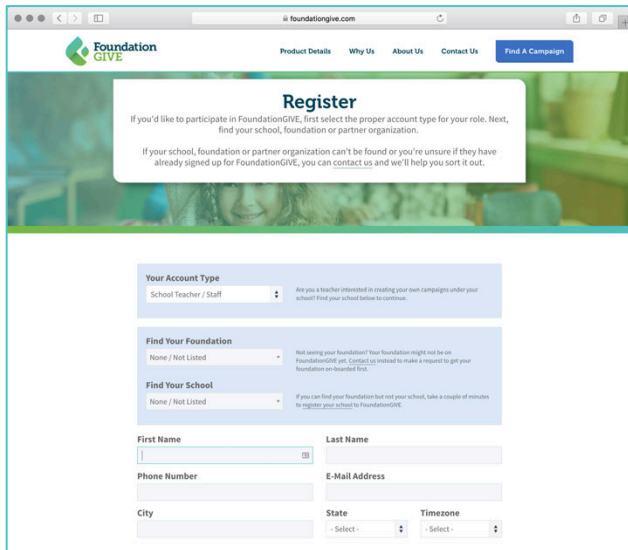 foundationgive.com
Foundation
GIVE
Product Details Why Us About Us Contact Us Find A Campaign
Register
If you'd like to participate in FoundationGIVE, first select the proper account type for your role. Next,
find your school, foundation or partner organization.
If your school, foundation or partner organization can't be found or you're unsure if they have
already signed up for FoundationGIVE, you can contact us and we'll help you sort it out.
Your Account Type
School Teacher / Staff
Are you a teacher interested in creating your own campaigns under your
school? Find your school below to continue.
Find Your Foundation
None / Not Listed
Not seeing your foundation? Your foundation might not be on
FoundationGIVE yet. Contact us instead to make a request to get your
foundation on-boarded first.
Find Your School
None / Not Listed
If you can find your foundation but not your school, take a couple of minutes
to register your school to FoundationGIVE.
First Name Last Name
Phone Number E-Mail Address
City State Timezone
- Select - - Select -